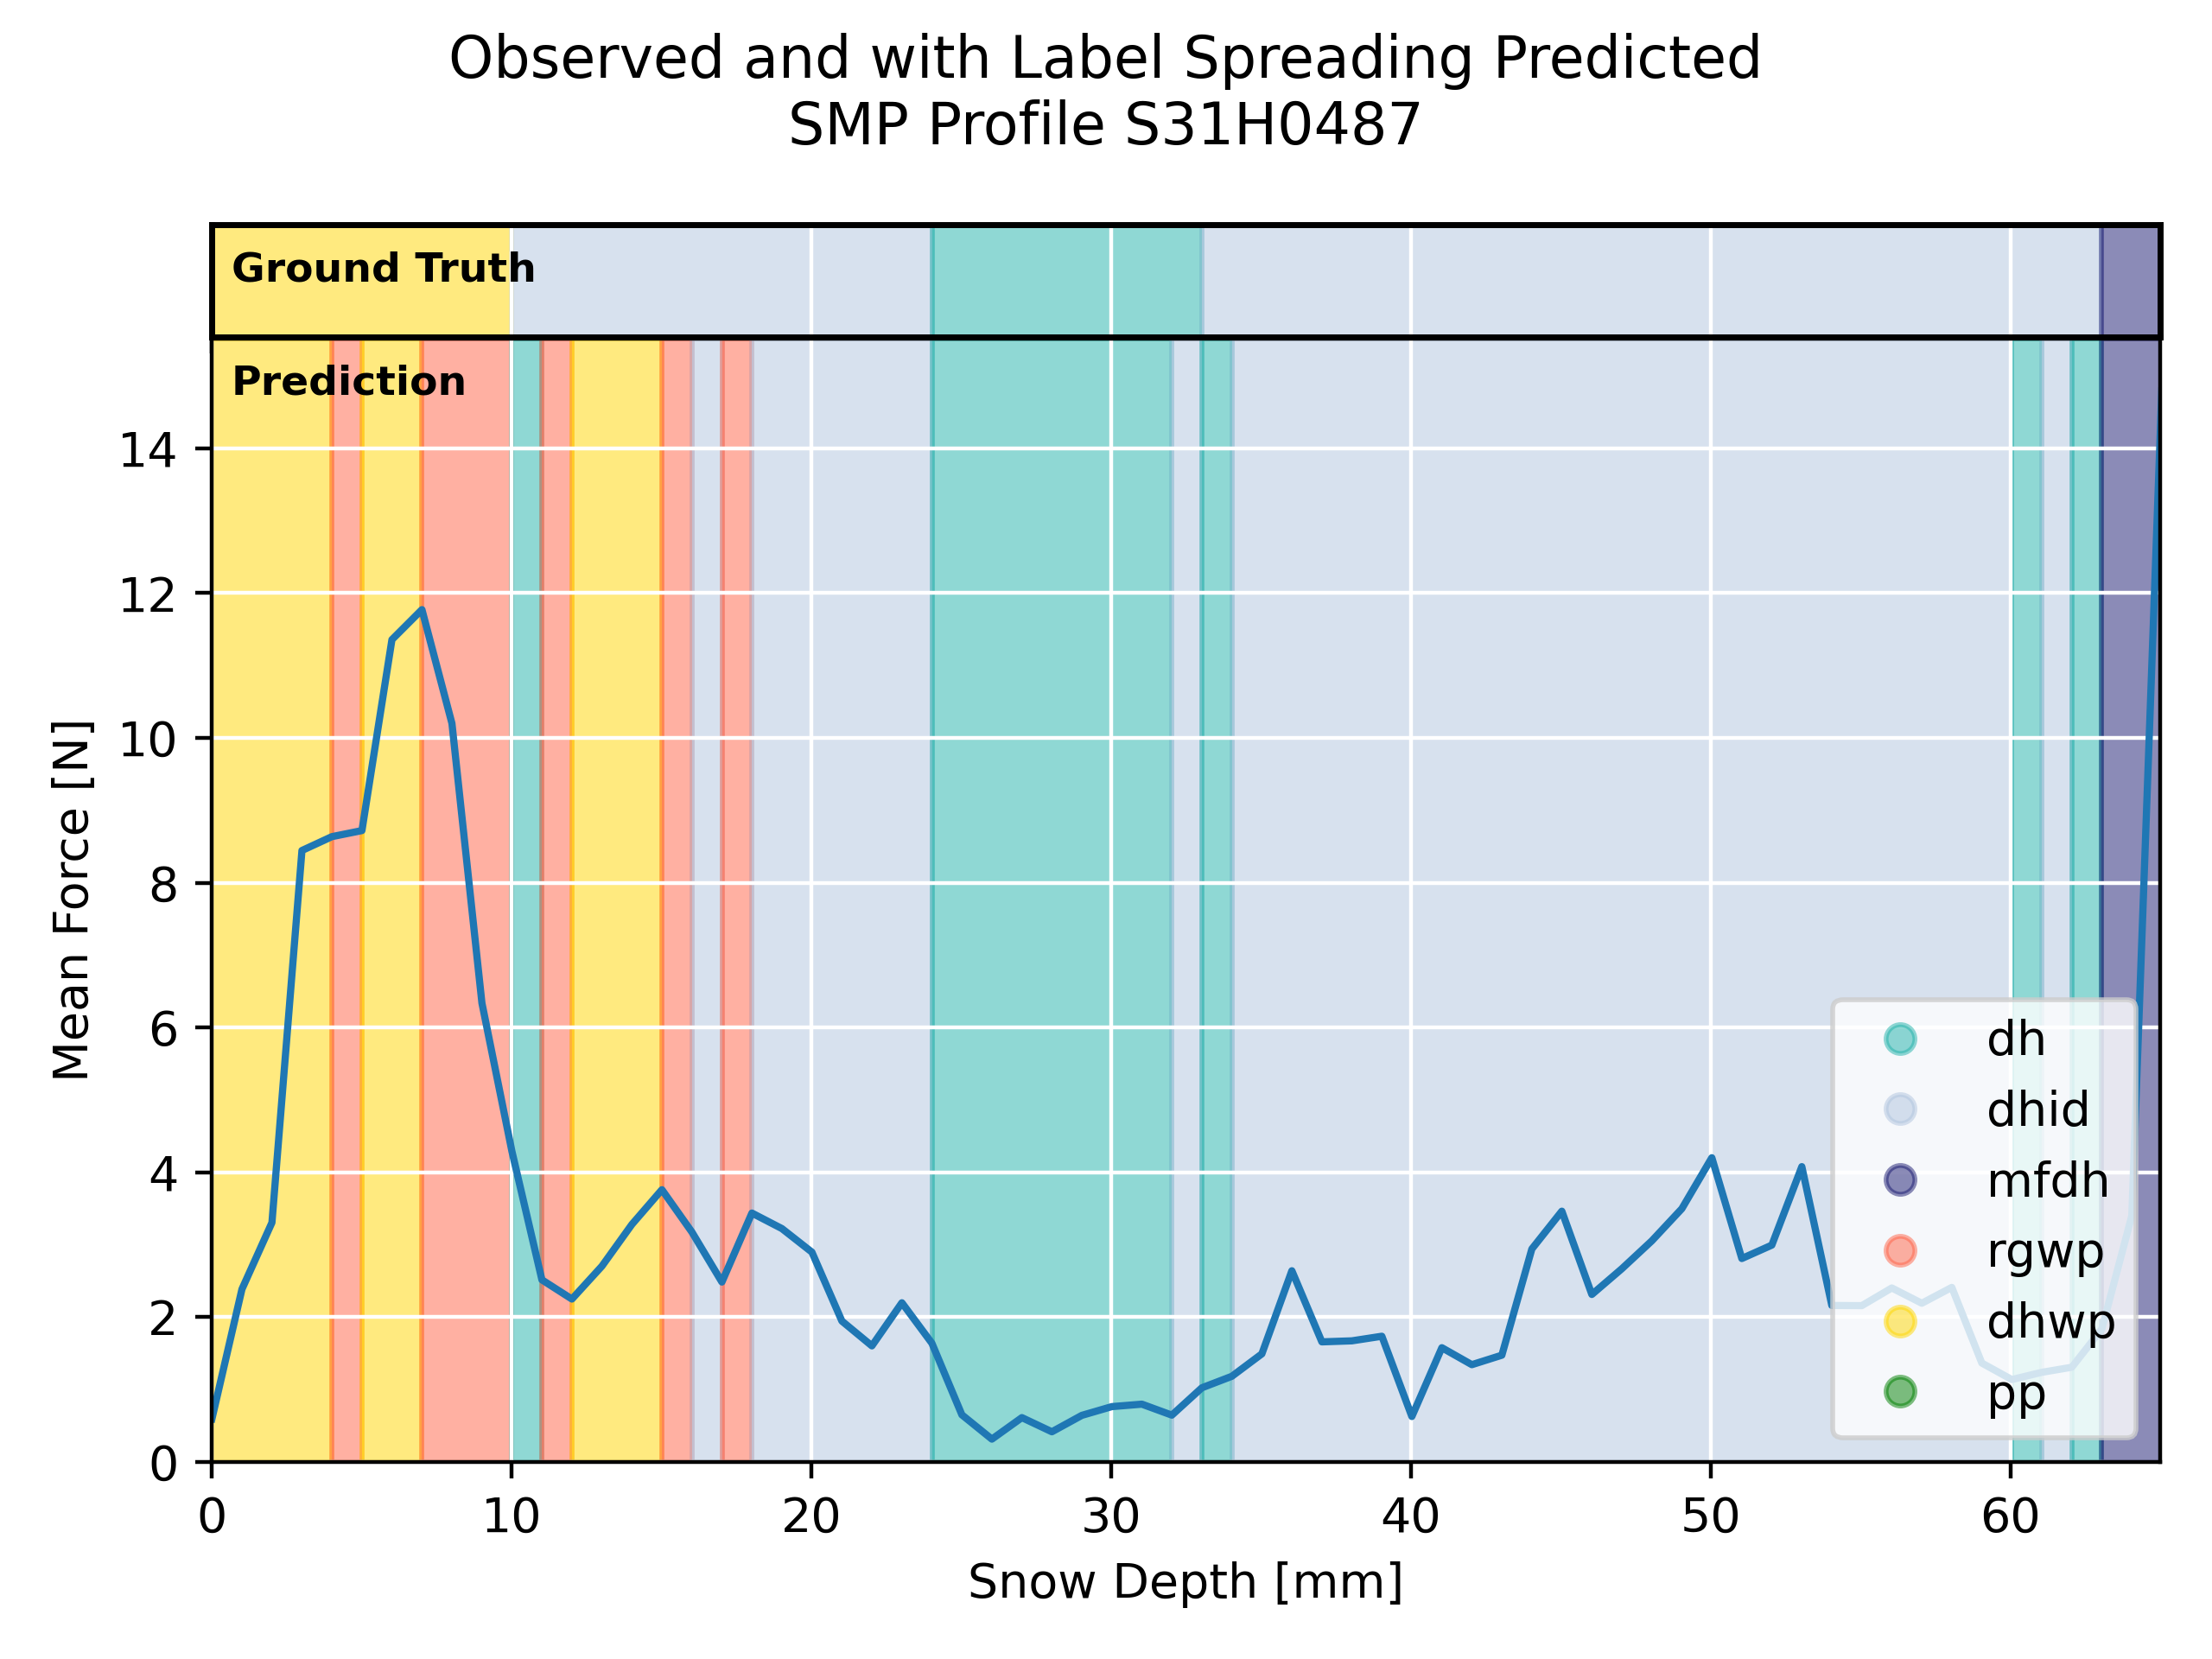 Observed and with Label Spreading Predicted
SMP Profile S31H0487
Ground Truth
Prediction
14
12
10
8
6
4
2
0
Mean Force [N]
dh
dhid
mfdh
rgwp
dhwp
pp
0 10 20 30 40 50 60
Snow Depth [mm]